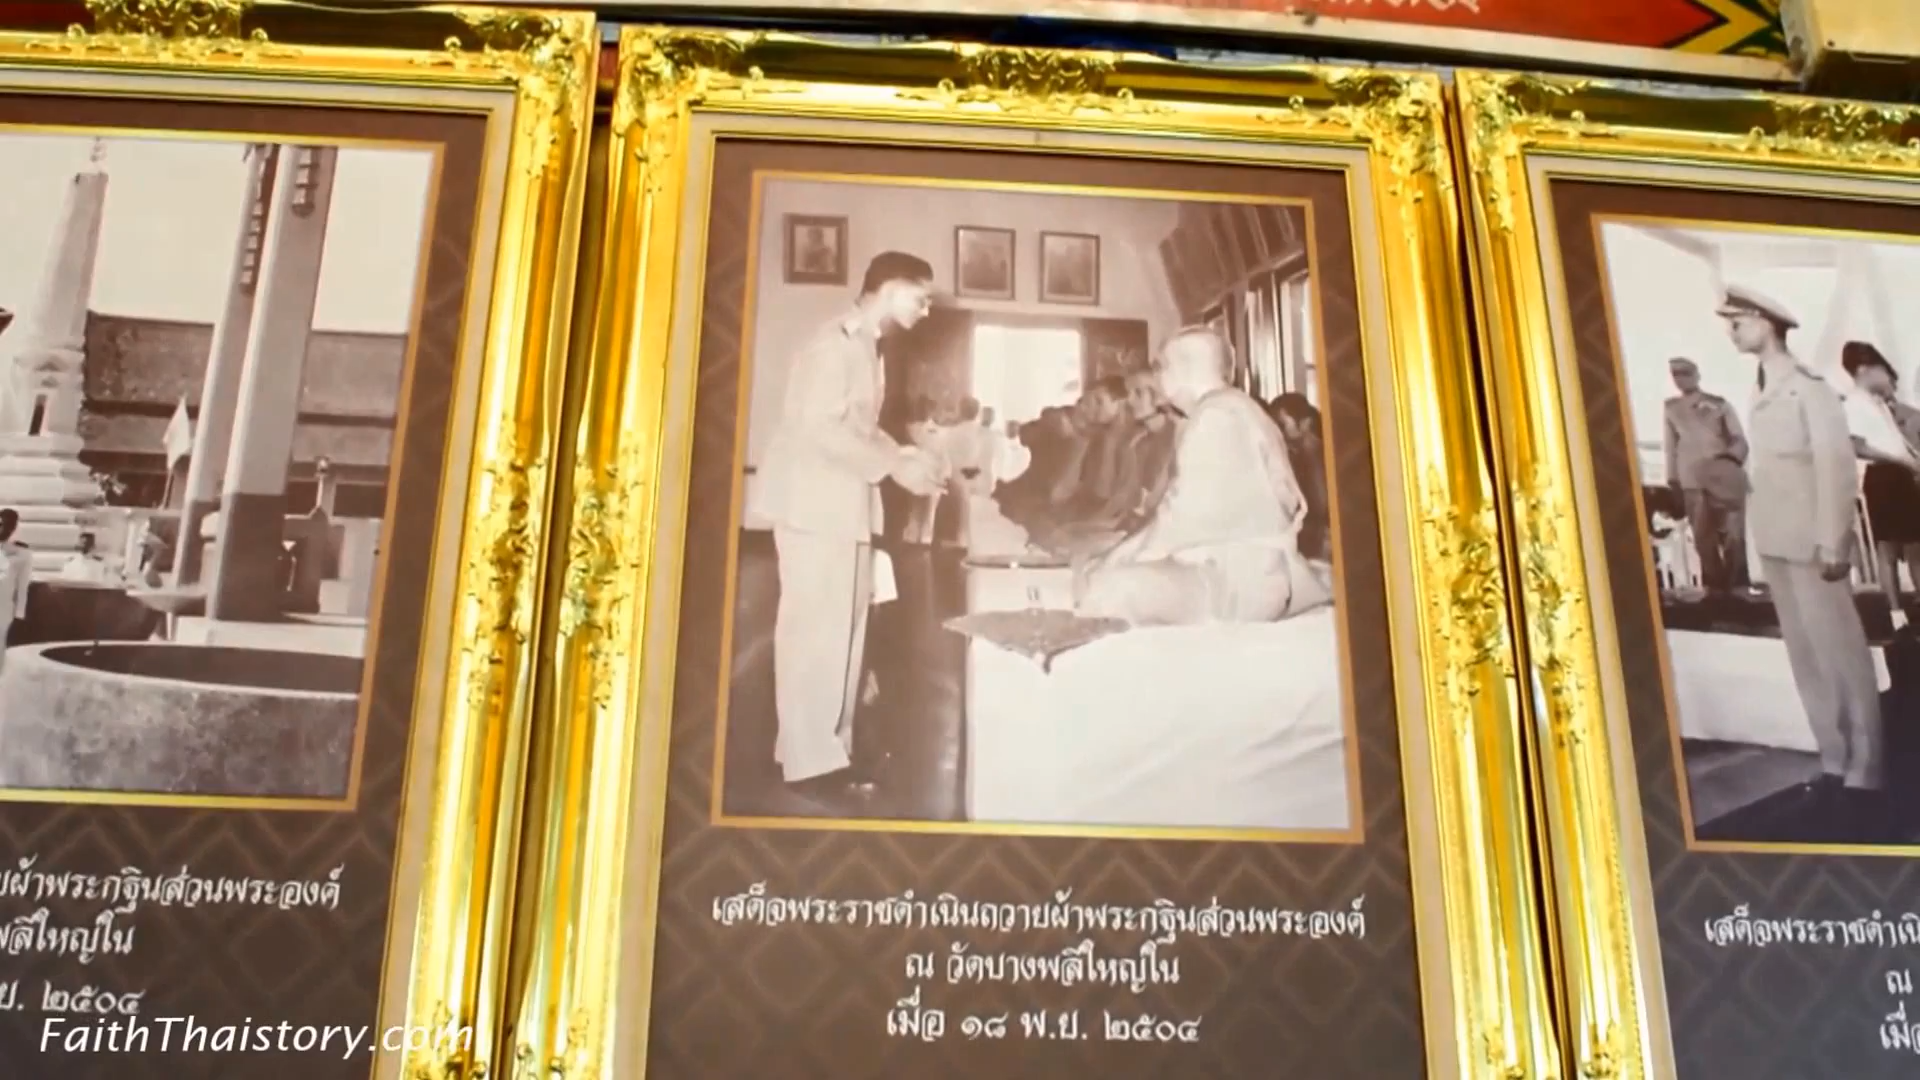 ผ้าพระกฐินส่วนพระองค์
พลีใหญ่ใน
ย. ๒๕๐๔
เสด็จพระราชดำเนินถวายผ้าพระกฐินส่วนพระองค์
ณ วัดบางพลีใหญ่ใน
เมื่อ ๑๘ พ.ย. ๒๕๐๔
เสด็จพระราชดำเนิ
ณ
เมื่อ
FaithThaistory.com